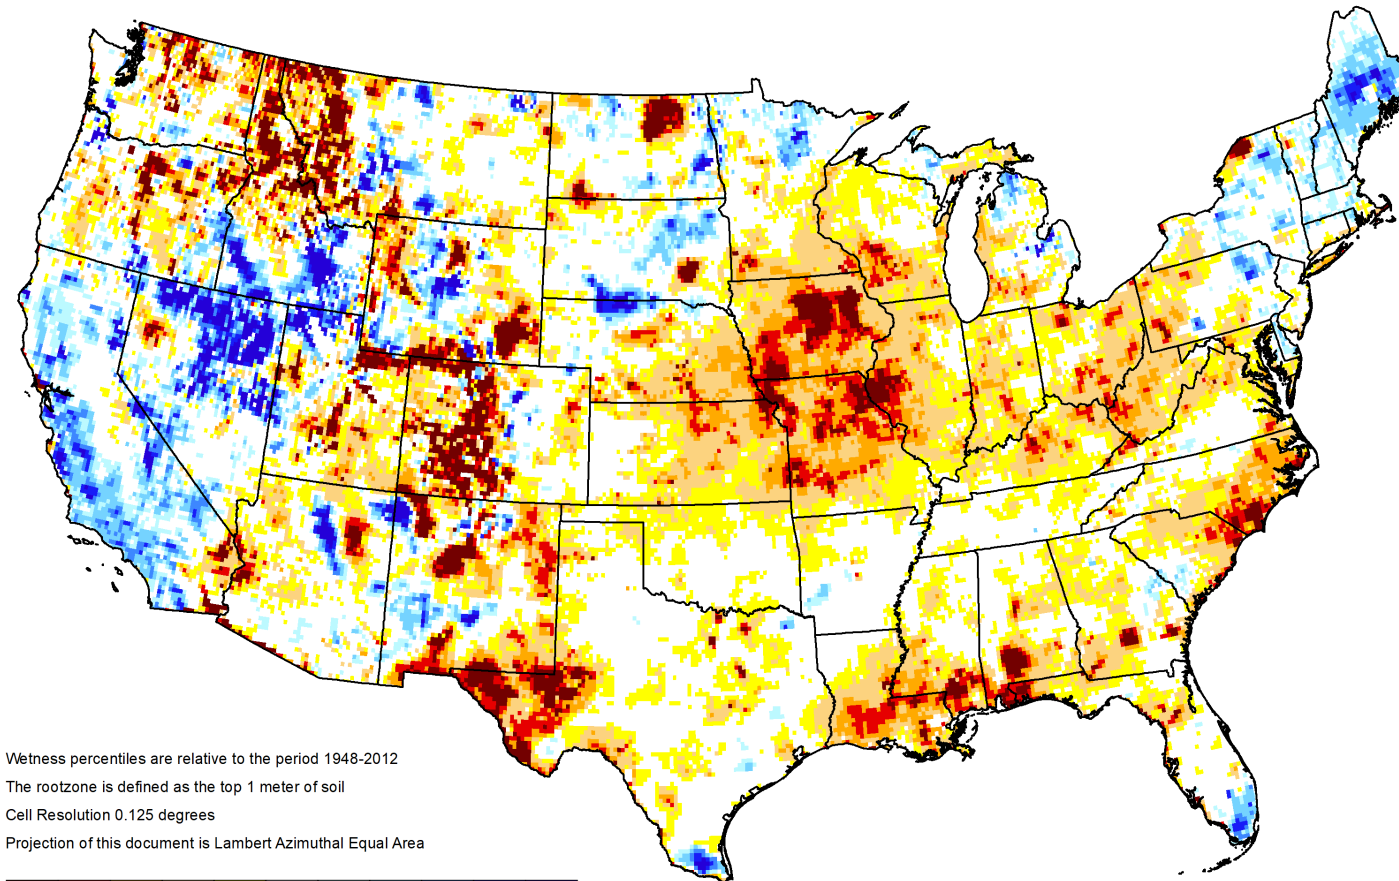 Wetness percentiles are relative to the period 1948-2012
The rootzone is defined as the top 1 meter of soil
Cell Resolution 0.125 degrees
Projection of this document is Lambert Azimuthal Equal Area